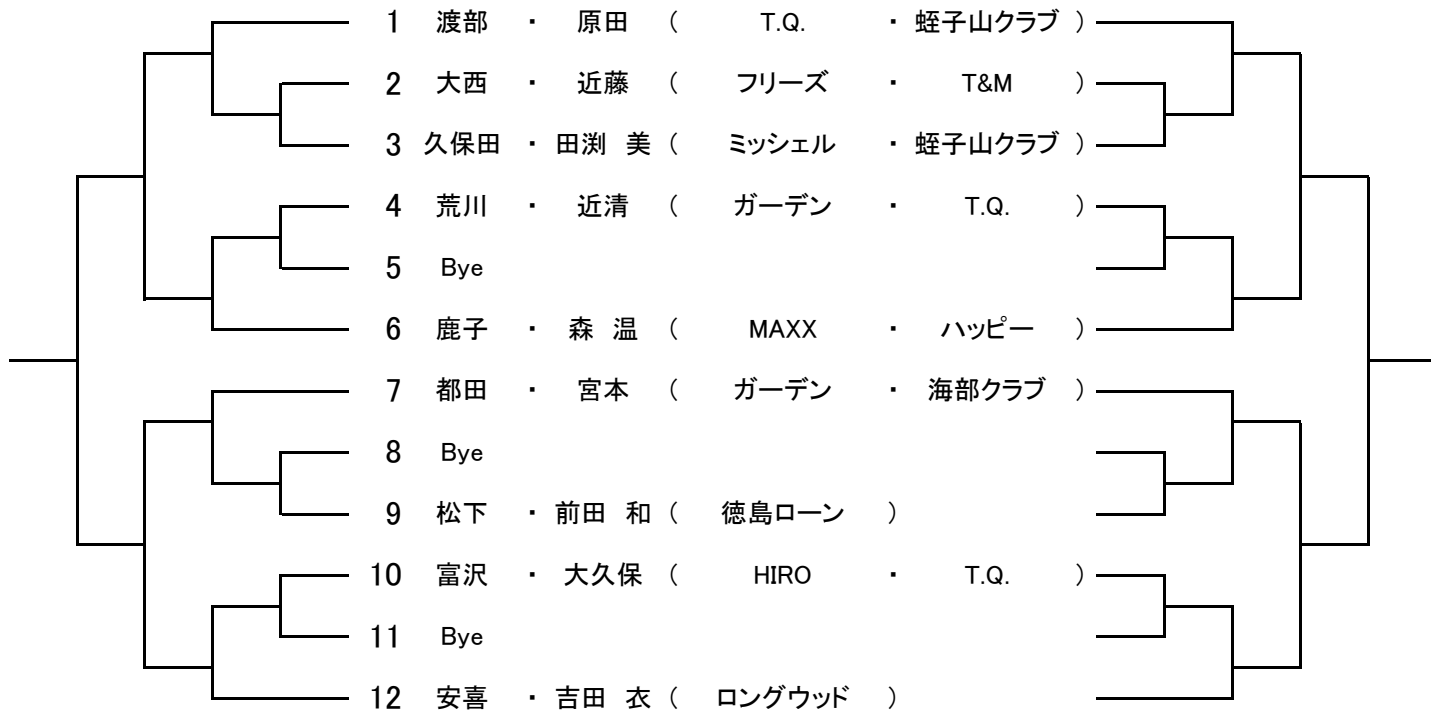 1 渡部 ・ 原田 ( T.Q. ・ 蛭子山クラブ )
2 大西 ・ 近藤 ( フリーズ ・ T&M )
3 久保田 ・ 田渕 美 ( ミッシェル ・ 蛭子山クラブ )
4 荒川 ・ 近清 ( ガーデン ・ T.Q. )
5 Bye
6 鹿子 ・ 森 温 ( MAXX ・ ハッピー )
7 都田 ・ 宮本 ( ガーデン ・ 海部クラブ )
8 Bye
9 松下 ・ 前田 和 ( 徳島ローン )
10 富沢 ・ 大久保 ( HIRO ・ T.Q. )
11 Bye
12 安喜 ・ 吉田 衣 ( ロングウッド )